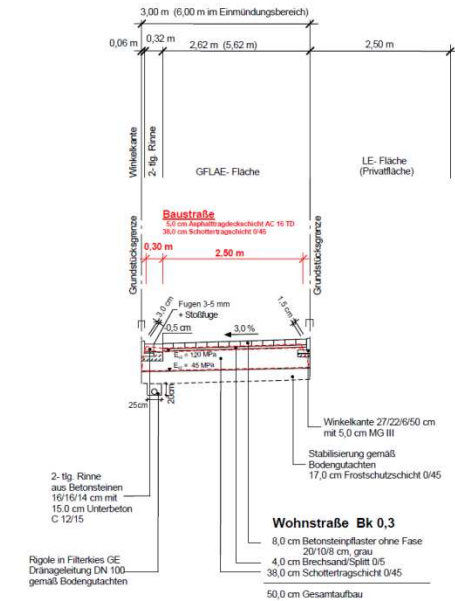 3,00 m (6,00 m im Einmündungsbereich)
0,06 m
0,32 m
2,62 m (5,62 m)
2,50 m
Winkelkante
2- tlg. Rinne
GFLAE- Fläche
LE- Fläche
(Privatfläche)
Baustraße
5,0 cm Asphalttragdeckschicht AC 16 TD
38,0 cm Schottertragschicht 0/45
Grundstücksgrenze
Grundstücksgrenze
0,30 m
2,50 m
3,0 cm
Fugen 3-5 mm
+ Stoßfuge
0,5 cm
3,0 %
1,5 cm
= 120 MPa
= 45 MPa
25cm
20cm
Winkelkante 27/22/6/50 cm
mit 5,0 cm MG III
Stabilisierung gemäß
Bodengutachten
17,0 cm Frostschutzschicht 0/45
2- tlg. Rinne
aus Betonsteinen
16/16/14 cm mit
15.0 cm Unterbeton
C 12/15
Wohnstraße Bk 0,3
8,0 cm Betonsteinpflaster ohne Fase
20/10/8 cm, grau
4,0 cm Brechsand/Splitt 0/5
38,0 cm Schottertragschicht 0/45
50,0 cm Gesamtaufbau
Rigole in Filterkies GE
Dränageleitung DN 100
gemäß Bodengutachten